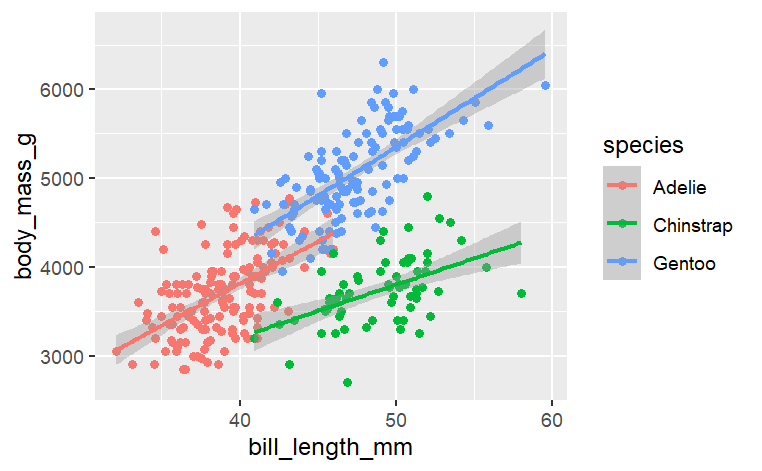 body_mass_g
6000
5000
4000
3000
40
50
60
bill_length_mm
species
Adelie
Chinstrap
Gentoo